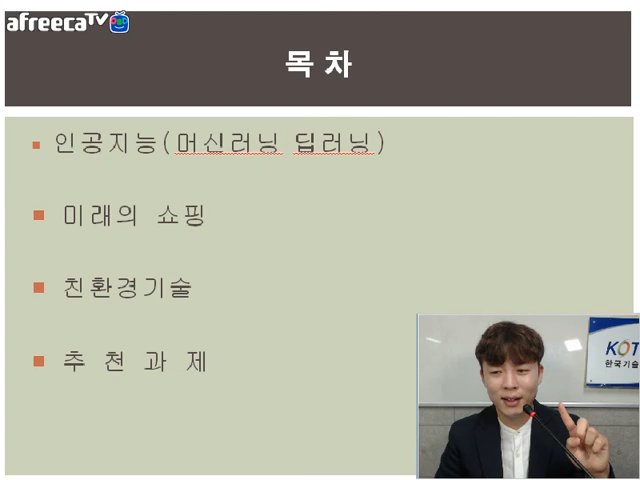 afreecaTV
목 차
인공지능(머신러닝 딥러닝)
미래의 쇼핑
친환경기술
추 천 과 제
KOT
한국기술